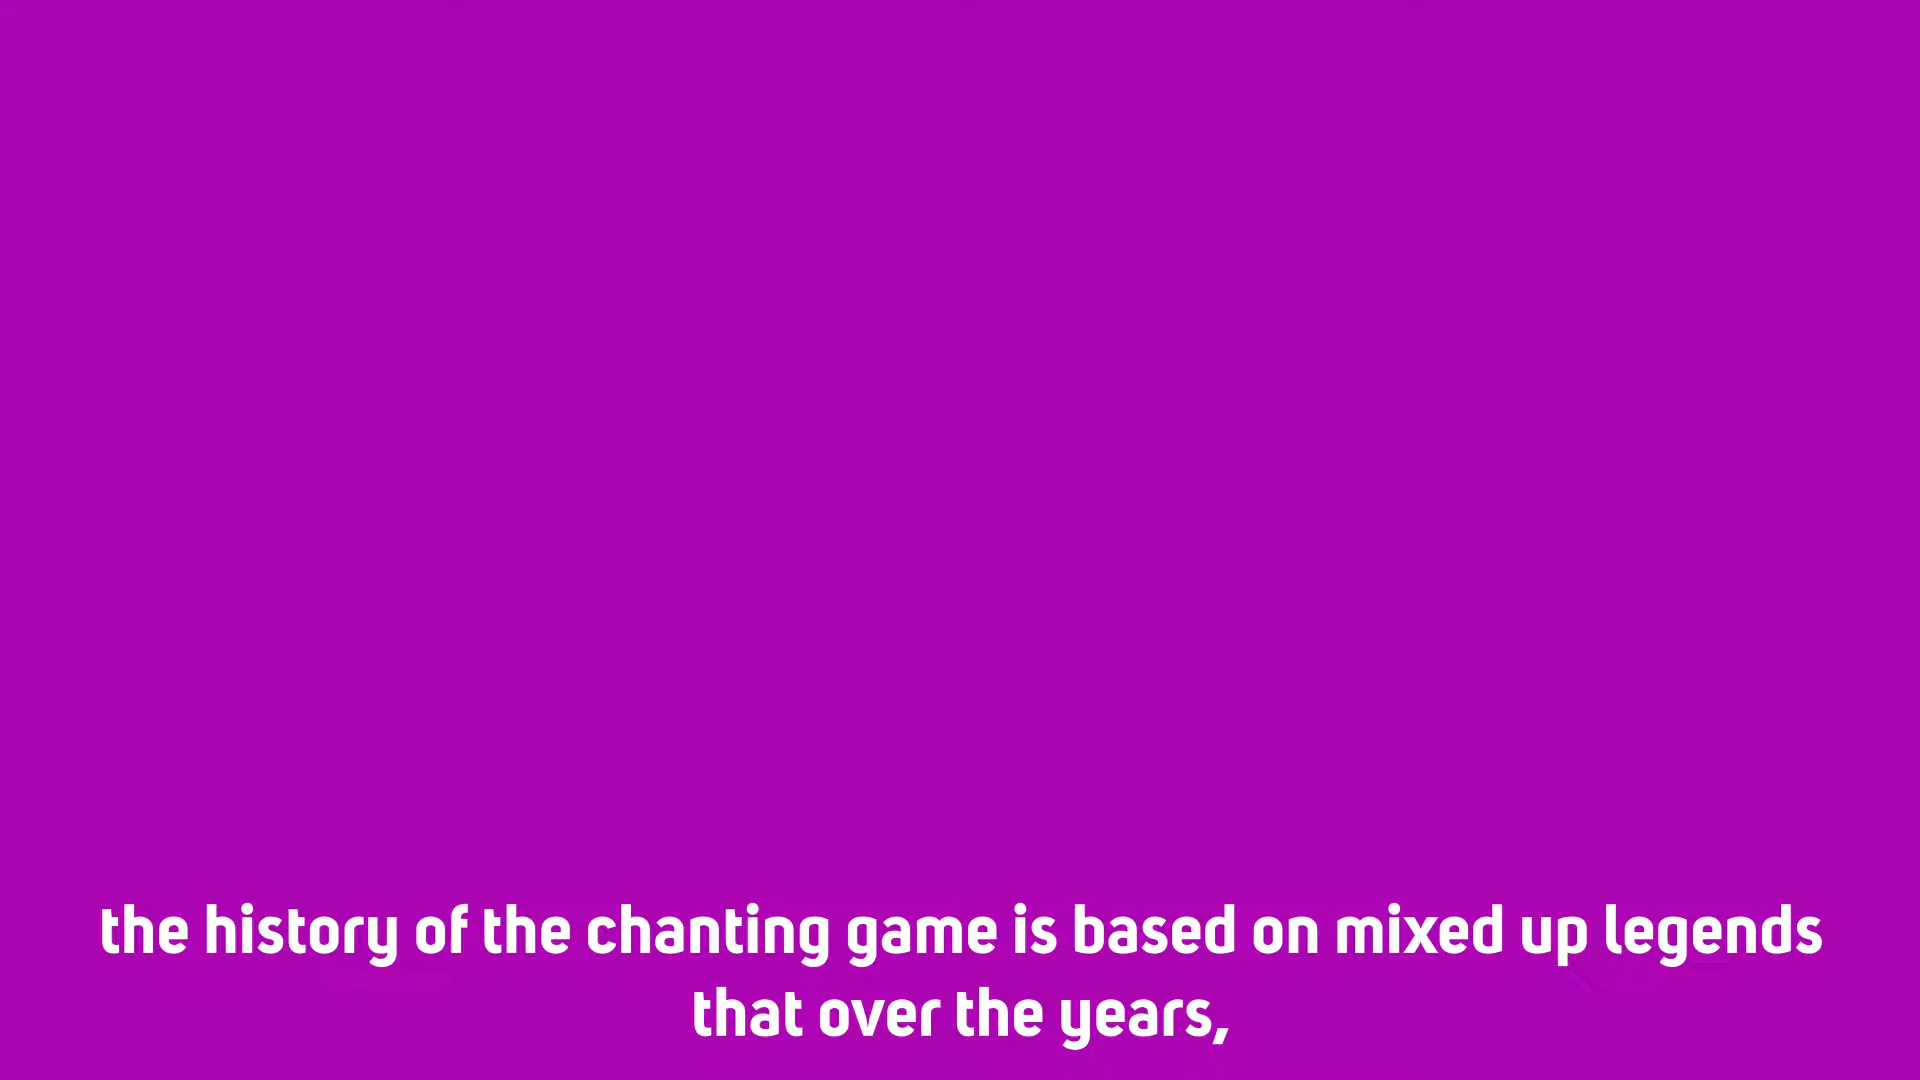 the history of the chanting game is based on mixed up legends
that over the years,